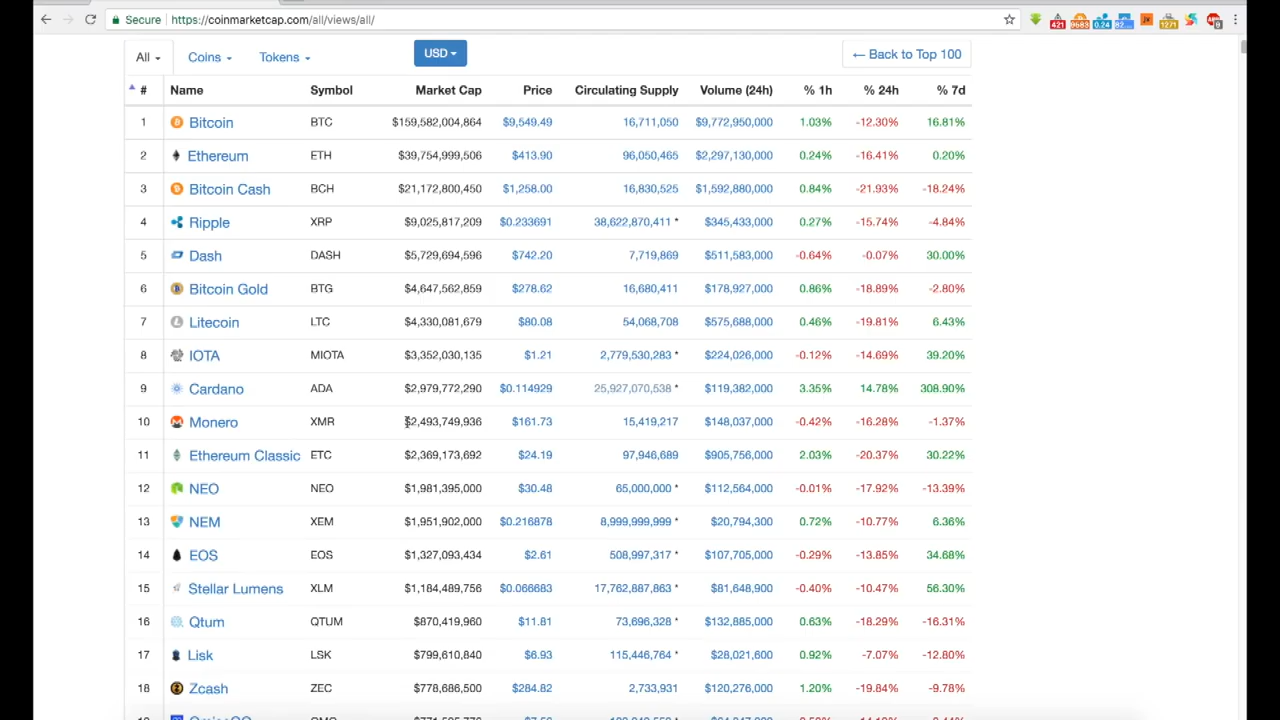 Secure https://coinmarketcap.com/all/views/all/ 421 9583 0.24 82... 1271
All Coins Tokens USD ← Back to Top 100
# Name Symbol Market Cap Price Circulating Supply Volume (24h) % 1h % 24h % 7d
1 Bitcoin BTC $159,582,004,864 $9,549.49 16,711,050 $9,772,950,000 1.03% -12.30% 16.81%
2 Ethereum ETH $39,754,999,506 $413.90 96,050,465 $2,297,130,000 0.24% -16.41% 0.20%
3 Bitcoin Cash BCH $21,172,800,450 $1,258.00 16,830,525 $1,592,880,000 0.84% -21.93% -18.24%
4 Ripple XRP $9,025,817,209 $0.233691 38,622,870,411 * $345,433,000 0.27% -15.74% -4.84%
5 Dash DASH $5,729,694,596 $742.20 7,719,869 $511,583,000 -0.64% -0.07% 30.00%
6 Bitcoin Gold BTG $4,647,562,859 $278.62 16,680,411 $178,927,000 0.86% -18.89% -2.80%
7 Litecoin LTC $4,330,081,679 $80.08 54,068,708 $575,688,000 0.46% -19.81% 6.43%
8 IOTA MIOTA $3,352,030,135 $1.21 2,779,530,283 * $224,026,000 -0.12% -14.69% 39.20%
9 Cardano ADA $2,979,772,290 $0.114929 25,927,070,538 * $119,382,000 3.35% 14.78% 308.90%
10 Monero XMR $2,493,749,936 $161.73 15,419,217 $148,037,000 -0.42% -16.28% -1.37%
11 Ethereum Classic ETC $2,369,173,692 $24.19 97,946,689 $905,756,000 2.03% -20.37% 30.22%
12 NEO NEO $1,981,395,000 $30.48 65,000,000 * $112,564,000 -0.01% -17.92% -13.39%
13 NEM XEM $1,951,902,000 $0.216878 8,999,999,999 * $20,794,300 0.72% -10.77% 6.36%
14 EOS EOS $1,327,093,434 $2.61 508,997,317 * $107,705,000 -0.29% -13.85% 34.68%
15 Stellar Lumens XLM $1,184,489,756 $0.066683 17,762,887,863 * $81,648,900 -0.40% -10.47% 56.30%
16 Qtum QTUM $870,419,960 $11.81 73,696,328 * $132,885,000 0.63% -18.29% -16.31%
17 Lisk LSK $799,610,840 $6.93 115,446,764 * $28,021,600 0.92% -7.07% -12.80%
18 Zcash ZEC $778,686,500 $284.82 2,733,931 $120,276,000 1.20% -19.84% -9.78%